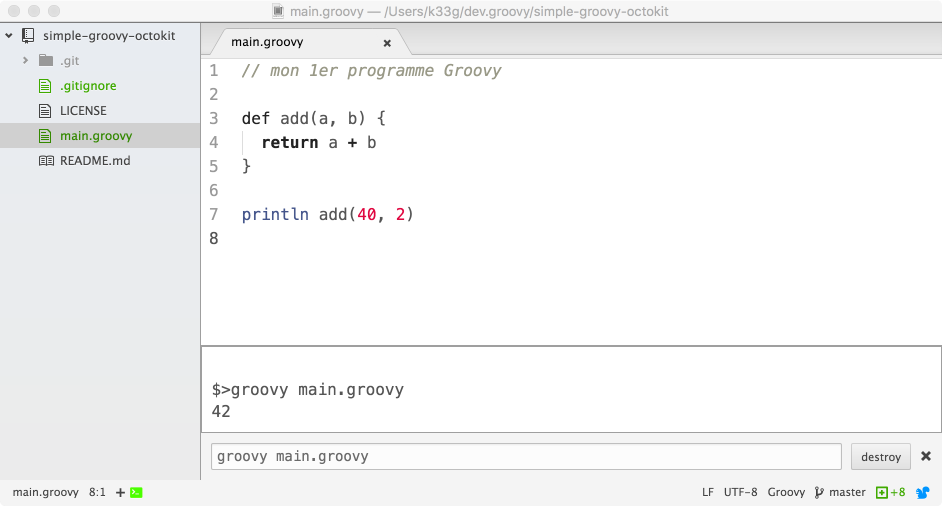 main.groovy — /Users/k33g/dev.groovy/simple-groovy-octokit
simple-groovy-octokit
.git
.gitignore
LICENSE
main.groovy
README.md
main.groovy
1 // mon 1er programme Groovy
2
3 def add(a, b) {
4 return a + b
5 }
6
7 println add(40, 2)
8
$>groovy main.groovy
42
groovy main.groovy
destroy
main.groovy 8:1 + LF UTF-8 Groovy master +8